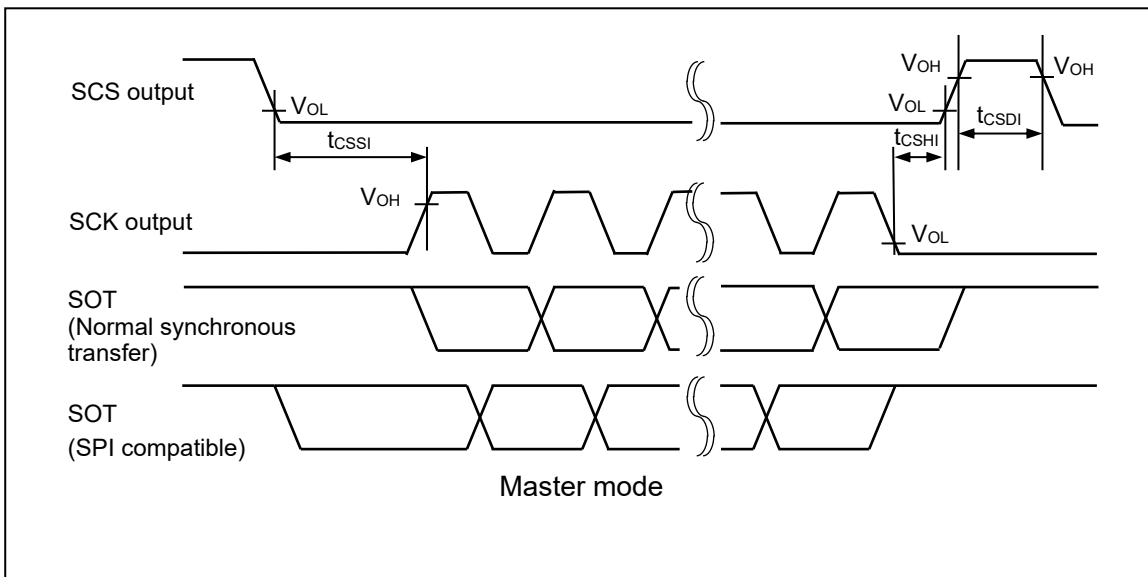 SCS output
VOL
tCSSI
VOH
VOL
tCSHI
tCSDI
VOH
SCK output
VOH
VOL
SOT
(Normal synchronous
transfer)
SOT
(SPI compatible)
Master mode